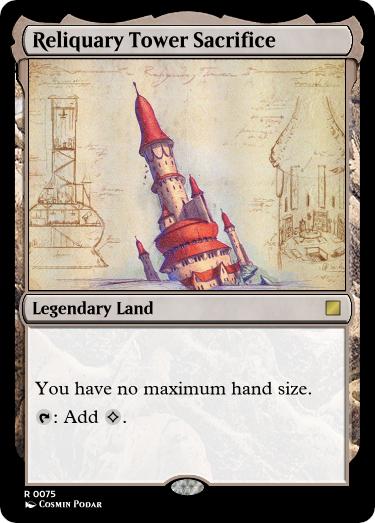 Reliquary Tower Sacrifice
Legendary Land
You have no maximum hand size.
: Add .
R 0075
Cosmin Podar